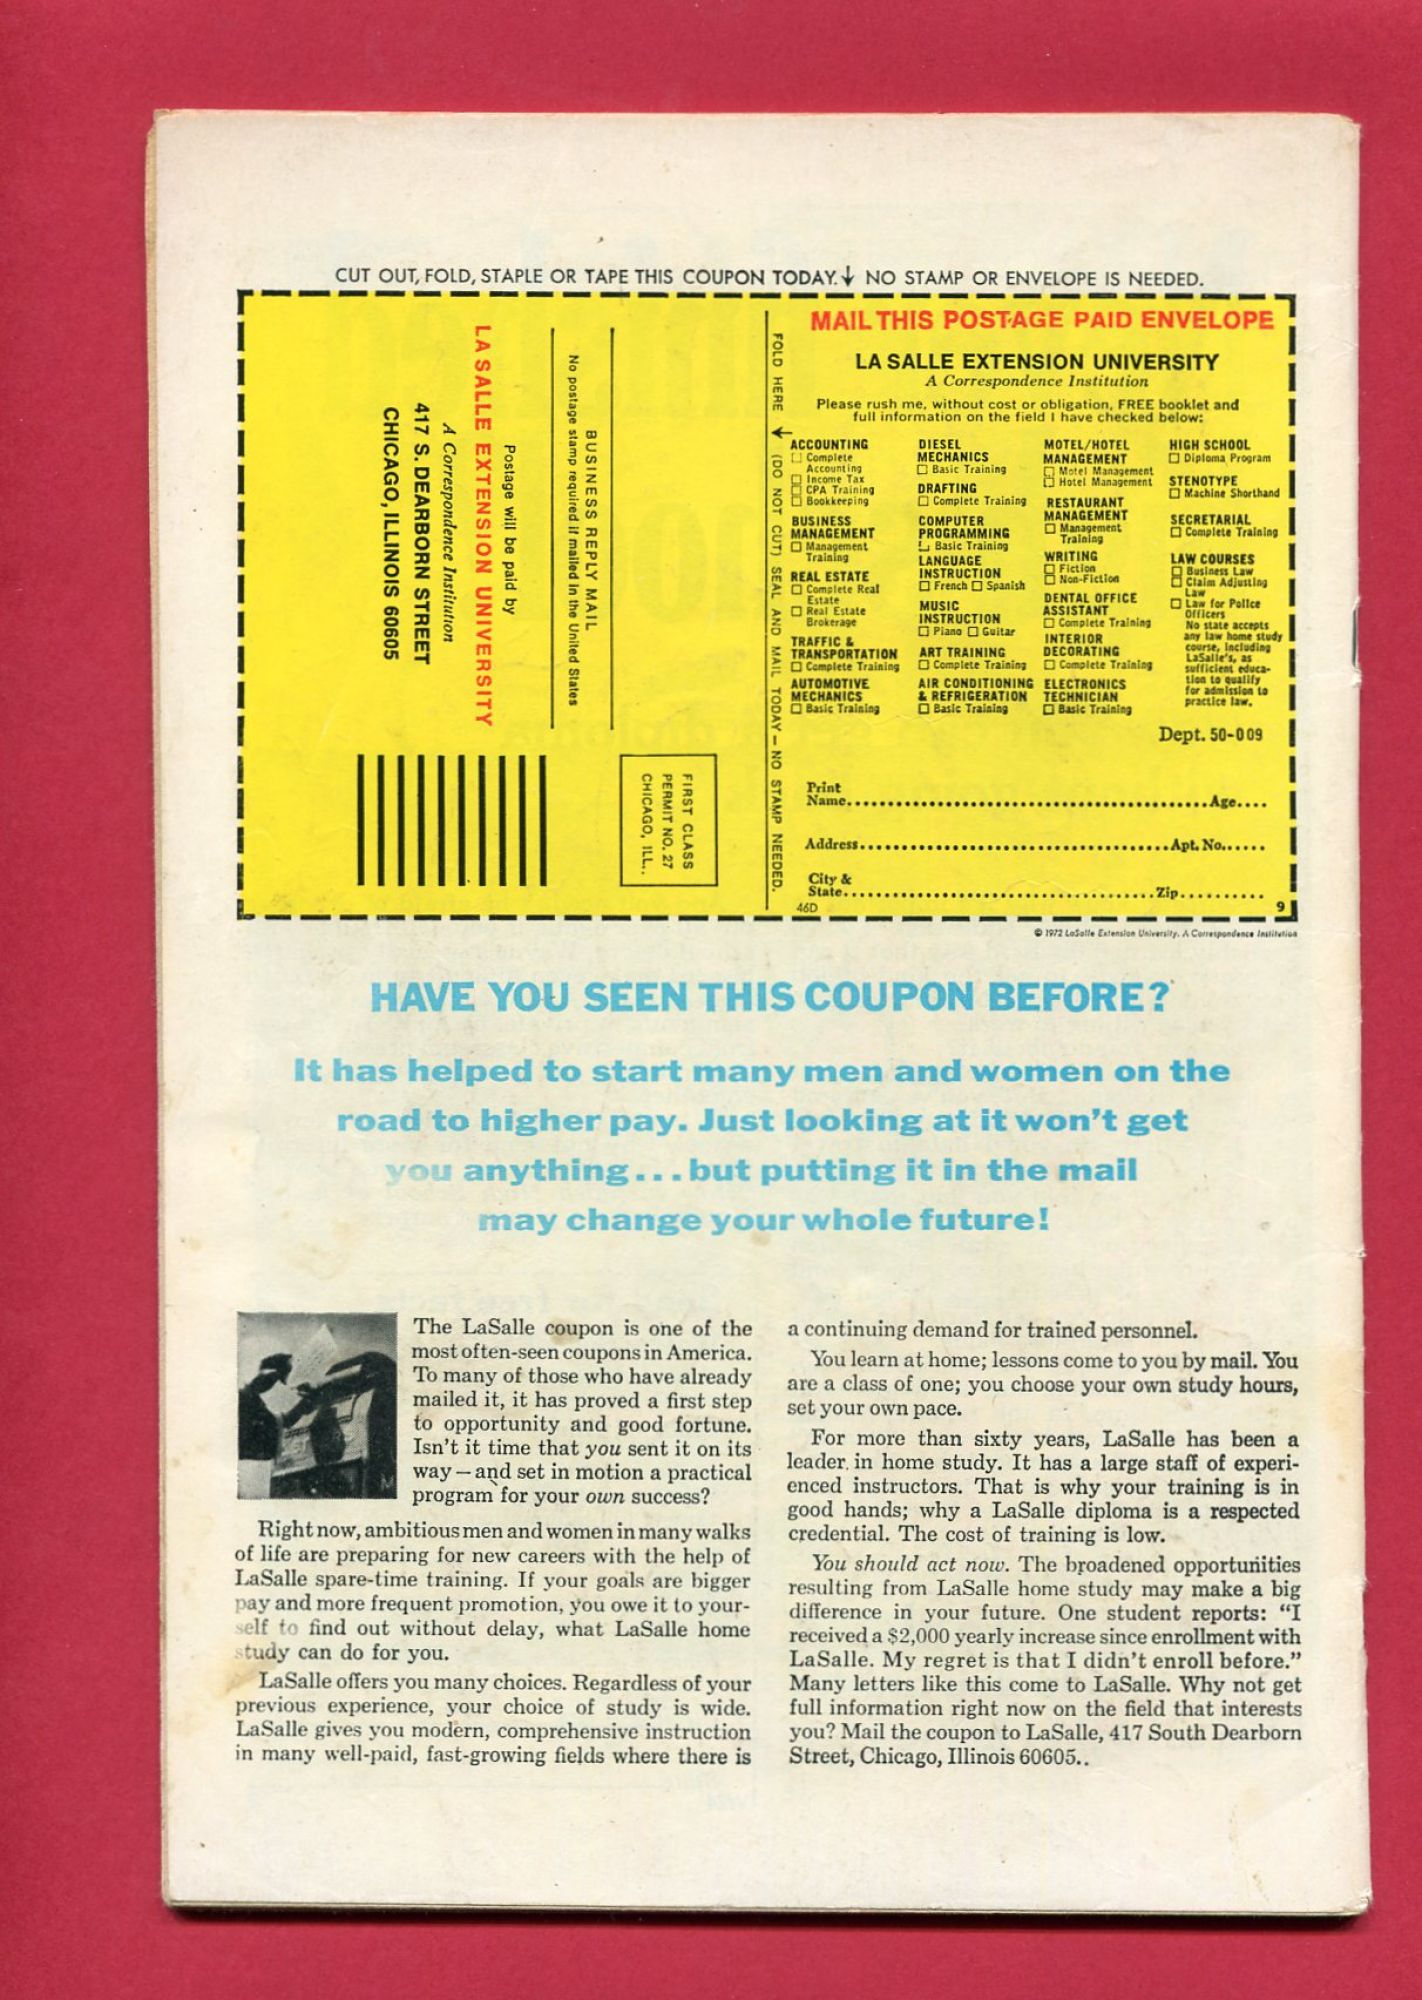 CUT OUT, FOLD, STAPLE OR TAPE THIS COUPON TODAY. ↓ NO STAMP OR ENVELOPE IS NEEDED.
LA SALLE EXTENSION UNIVERSITY
A Correspondence Institution
417 S. DEARBORN STREET
CHICAGO, ILLINOIS 60605
Postage will be paid by
No postage stamp required if mailed in the United States
BUSINESS REPLY MAIL
FIRST CLASS
PERMIT NO. 27
CHICAGO, ILL..
FOLD HERE ← (DO NOT CUT) SEAL AND MAIL TODAY – NO STAMP NEEDED.
MAIL THIS POSTAGE PAID ENVELOPE
LA SALLE EXTENSION UNIVERSITY
A Correspondence Institution
Please rush me, without cost or obligation, FREE booklet and
full information on the field I have checked below:
ACCOUNTING
☐ Complete
Accounting
☐ Income Tax
☐ CPA Training
☐ Bookkeeping
BUSINESS
MANAGEMENT
☐ Management
Training
REAL ESTATE
☐ Complete Real
Estate
☐ Real Estate
Brokerage
TRAFFIC &
TRANSPORTATION
☐ Complete Training
AUTOMOTIVE
MECHANICS
☐ Basic Training
DIESEL
MECHANICS
☐ Basic Training
DRAFTING
☐ Complete Training
COMPUTER
PROGRAMMING
☐ Basic Training
LANGUAGE
INSTRUCTION
☐ French ☐ Spanish
MUSIC
INSTRUCTION
☐ Piano ☐ Guitar
ART TRAINING
☐ Complete Training
AIR CONDITIONING
& REFRIGERATION
☐ Basic Training
MOTEL/HOTEL
MANAGEMENT
☐ Motel Management
☐ Hotel Management
RESTAURANT
MANAGEMENT
☐ Management
Training
WRITING
☐ Fiction
☐ Non-Fiction
DENTAL OFFICE
ASSISTANT
☐ Complete Training
INTERIOR
DECORATING
☐ Complete Training
ELECTRONICS
TECHNICIAN
☐ Basic Training
HIGH SCHOOL
☐ Diploma Program
STENOTYPE
☐ Machine Shorthand
SECRETARIAL
☐ Complete Training
LAW COURSES
☐ Business Law
☐ Claim Adjusting
Law
☐ Law for Police
Officers
No state accepts
any law home study
course, including
LaSalle's, as
sufficient educa-
tion to qualify
for admission to
practice law.
Dept. 50-009
Print
Name..........Age....
Address..........Apt. No......
City &
State..........Zip..........
46D 9
© 1972 LaSalle Extension University. A Correspondence Institution
HAVE YOU SEEN THIS COUPON BEFORE?
It has helped to start many men and women on the
road to higher pay. Just looking at it won't get
you anything...but putting it in the mail
may change your whole future!
The LaSalle coupon is one of the
most often-seen coupons in America.
To many of those who have already
mailed it, it has proved a first step
to opportunity and good fortune.
Isn't it time that you sent it on its
way — and set in motion a practical
program for your own success?
Right now, ambitious men and women in many walks
of life are preparing for new careers with the help of
LaSalle spare-time training. If your goals are bigger
pay and more frequent promotion, you owe it to your-
self to find out without delay, what LaSalle home
study can do for you.
LaSalle offers you many choices. Regardless of your
previous experience, your choice of study is wide.
LaSalle gives you modern, comprehensive instruction
in many well-paid, fast-growing fields where there is
a continuing demand for trained personnel.
You learn at home; lessons come to you by mail. You
are a class of one; you choose your own study hours,
set your own pace.
For more than sixty years, LaSalle has been a
leader in home study. It has a large staff of experi-
enced instructors. That is why your training is in
good hands; why a LaSalle diploma is a respected
credential. The cost of training is low.
You should act now. The broadened opportunities
resulting from LaSalle home study may make a big
difference in your future. One student reports: "I
received a $2,000 yearly increase since enrollment with
LaSalle. My regret is that I didn't enroll before."
Many letters like this come to LaSalle. Why not get
full information right now on the field that interests
you? Mail the coupon to LaSalle, 417 South Dearborn
Street, Chicago, Illinois 60605..